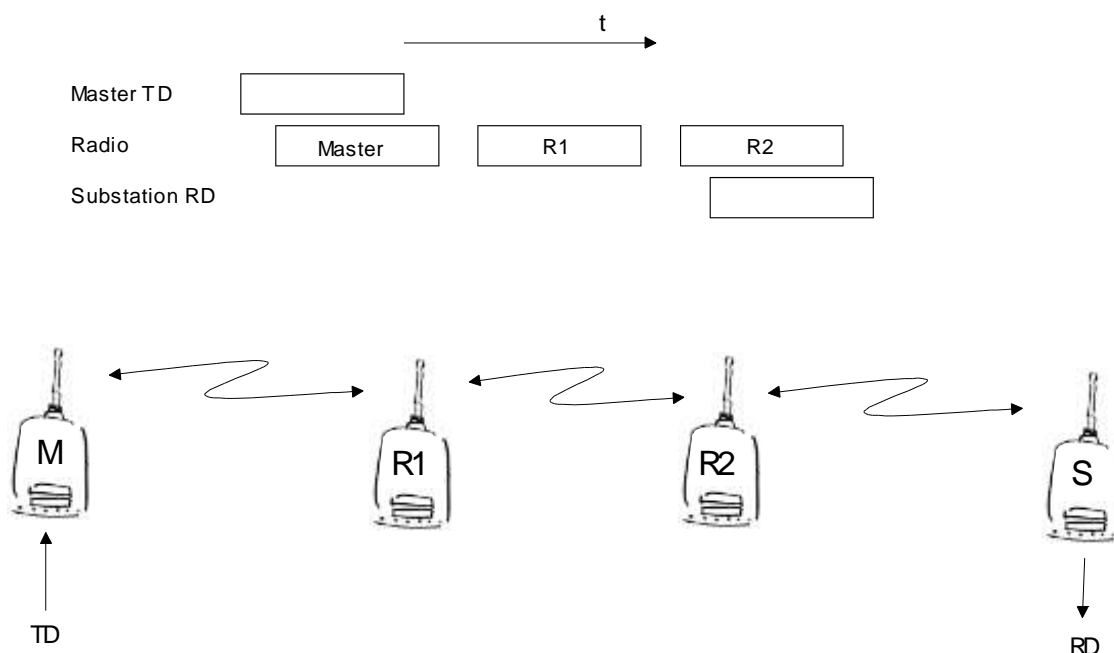 t
Master TD
Radio Master R1 R2
Substation RD
M R1 R2 S
TD RD